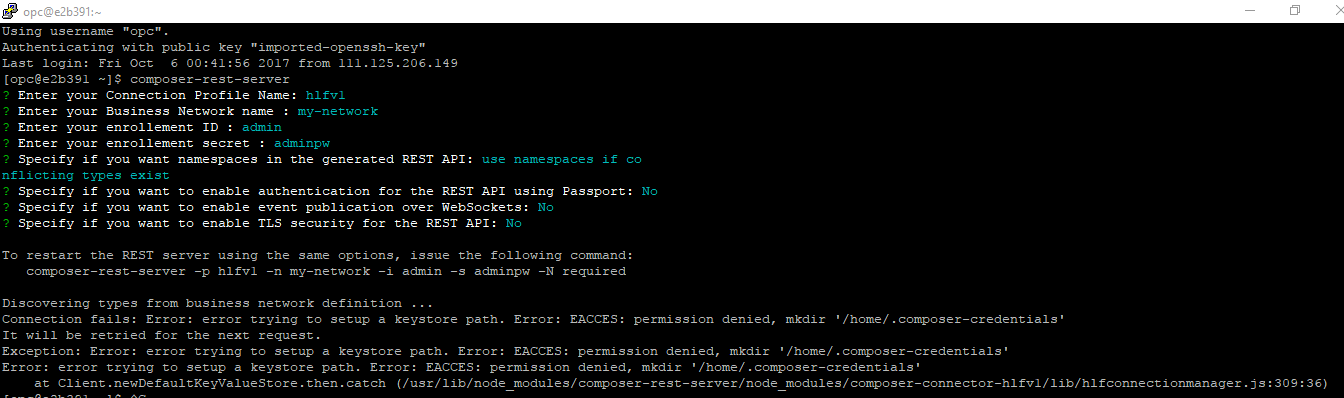 opc@e2b391:~
Using username "opc".
Authenticating with public key "imported-openssh-key"
Last login: Fri Oct  6 00:41:56 2017 from 111.125.206.149
[opc@e2b391 ~]$ composer-rest-server
? Enter your Connection Profile Name: hlfv1
? Enter your Business Network name : my-network
? Enter your enrollement ID : admin
? Enter your enrollement secret : adminpw
? Specify if you want namespaces in the generated REST API: use namespaces if co
nflicting types exist
? Specify if you want to enable authentication for the REST API using Passport: No
? Specify if you want to enable event publication over WebSockets: No
? Specify if you want to enable TLS security for the REST API: No
To restart the REST server using the same options, issue the following command:
   composer-rest-server -p hlfv1 -n my-network -i admin -s adminpw -N required
Discovering types from business network definition ...
Connection fails: Error: error trying to setup a keystore path. Error: EACCES: permission denied, mkdir '/home/.composer-credentials'
It will be retried for the next request.
Exception: Error: error trying to setup a keystore path. Error: EACCES: permission denied, mkdir '/home/.composer-credentials'
Error: error trying to setup a keystore path. Error: EACCES: permission denied, mkdir '/home/.composer-credentials'
    at Client.newDefaultKeyValueStore.then.catch (/usr/lib/node_modules/composer-rest-server/node_modules/composer-connector-hlfv1/lib/hlfconnectionmanager.js:309:36)
[opc@e2b391 ~]$ ^C